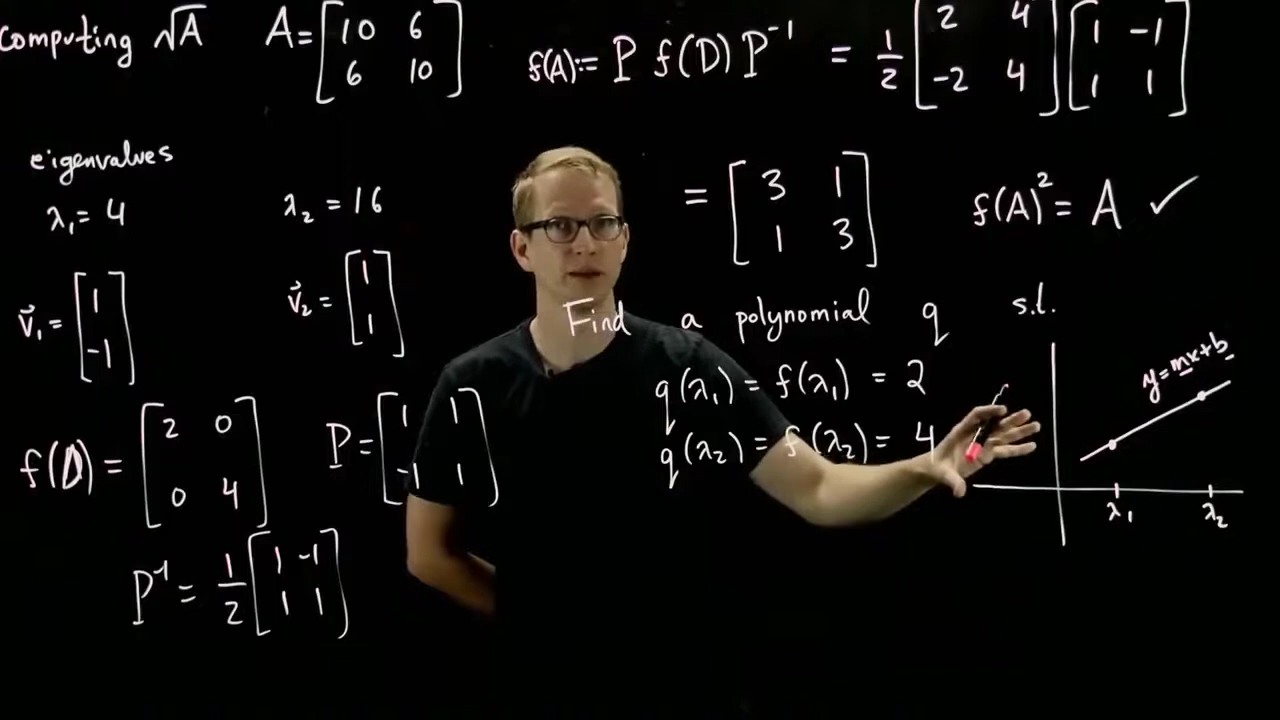 computing √A A = [10 6; 6 10]
f(A) := P f(D) P⁻¹ = 1/2 [2 4; -2 4] [1 -1; 1 1]
eigenvalues
λ₁ = 4 λ₂ = 16
= [3 1; 1 3] f(A)² = A ✓
v⃗₁ = [1; -1] v⃗₂ = [1; 1]
Find a polynomial q s.t.
q(λ₁) = f(λ₁) = 2
q(λ₂) = f(λ₂) = 4
y = mx + b
λ₁ λ₂
f(D) = [2 0; 0 4] P = [1 1; -1 1]
P⁻¹ = 1/2 [1 -1; 1 1]